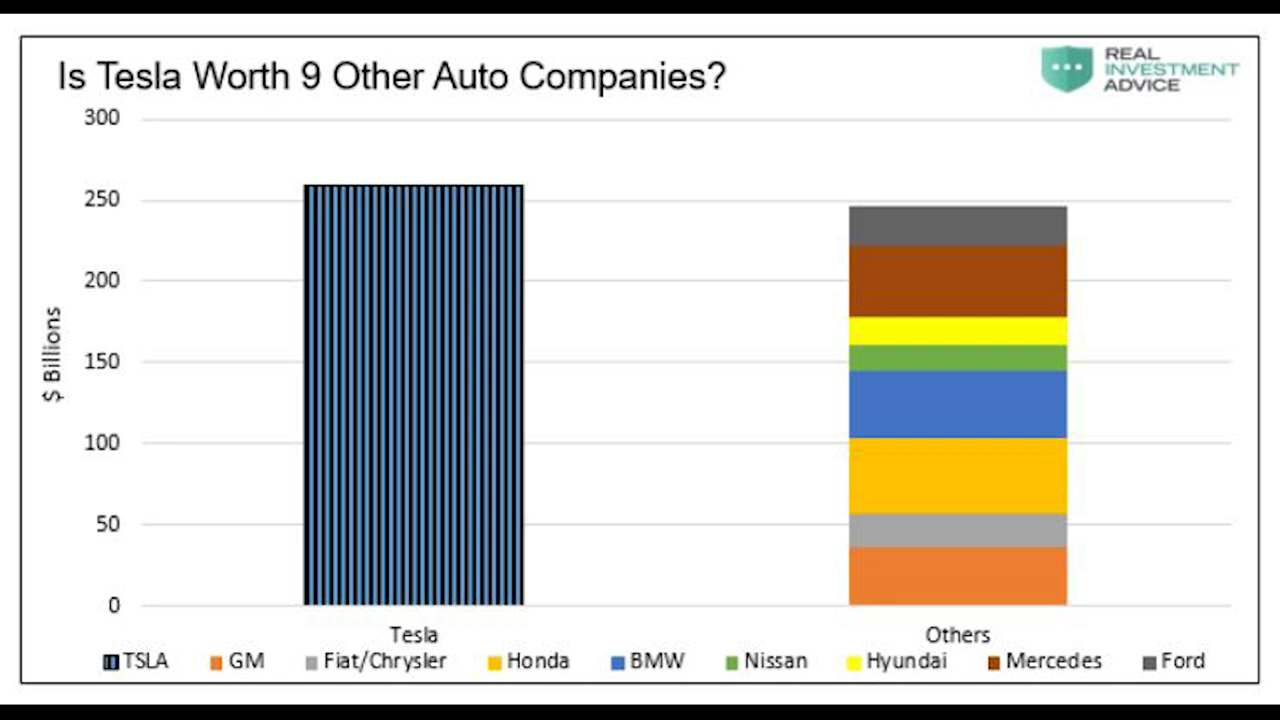 Is Tesla Worth 9 Other Auto Companies?
REAL
INVESTMENT
ADVICE
300
250
200
150
100
50
0
$ Billions
Tesla
Others
TSLA
GM
Fiat/Chrysler
Honda
BMW
Nissan
Hyundai
Mercedes
Ford